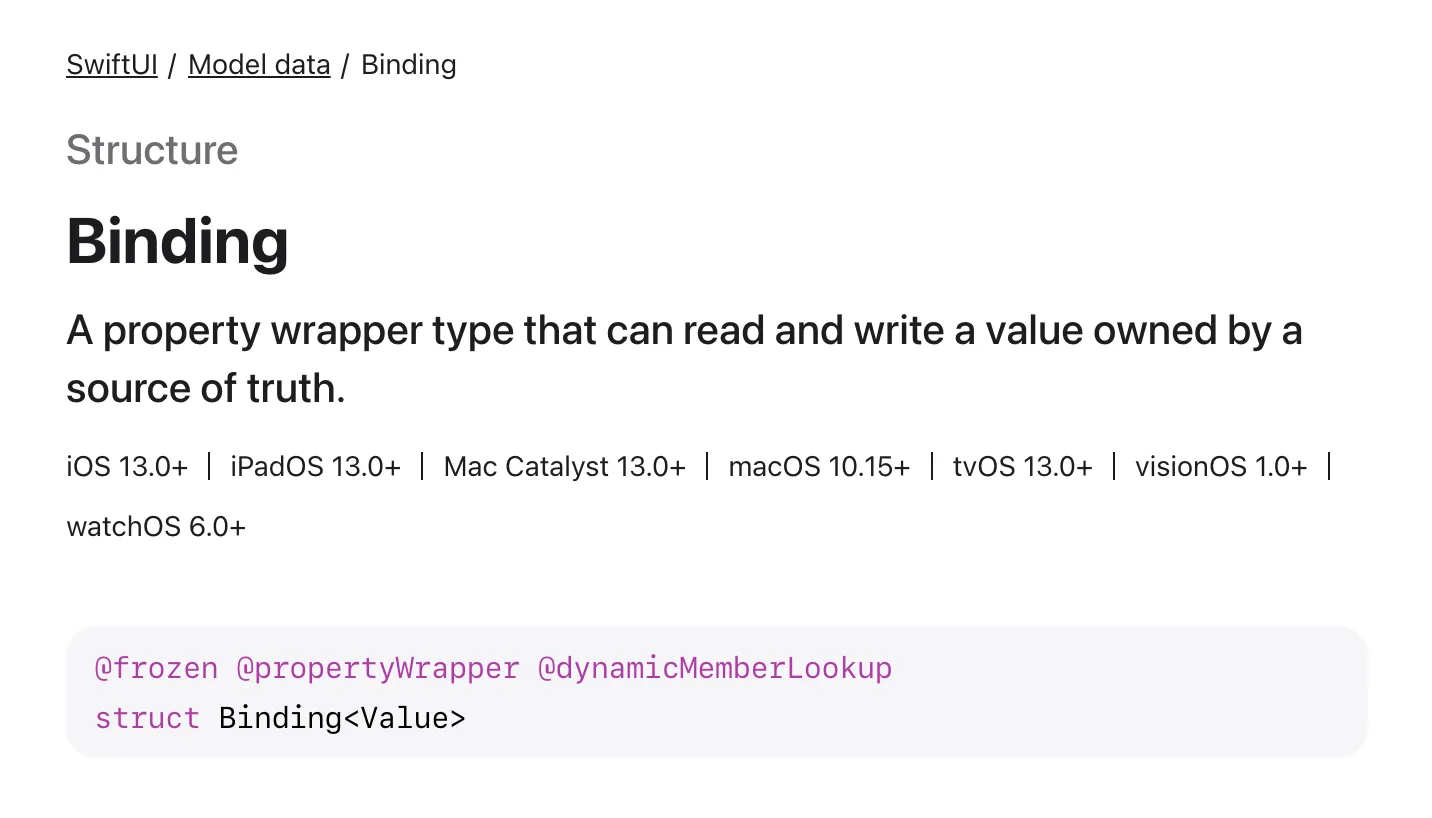 SwiftUI / Model data / Binding
Structure
Binding
A property wrapper type that can read and write a value owned by a
source of truth.
iOS 13.0+ | iPadOS 13.0+ | Mac Catalyst 13.0+ | macOS 10.15+ | tvOS 13.0+ | visionOS 1.0+ |
watchOS 6.0+
@frozen @propertyWrapper @dynamicMemberLookup
struct Binding<Value>